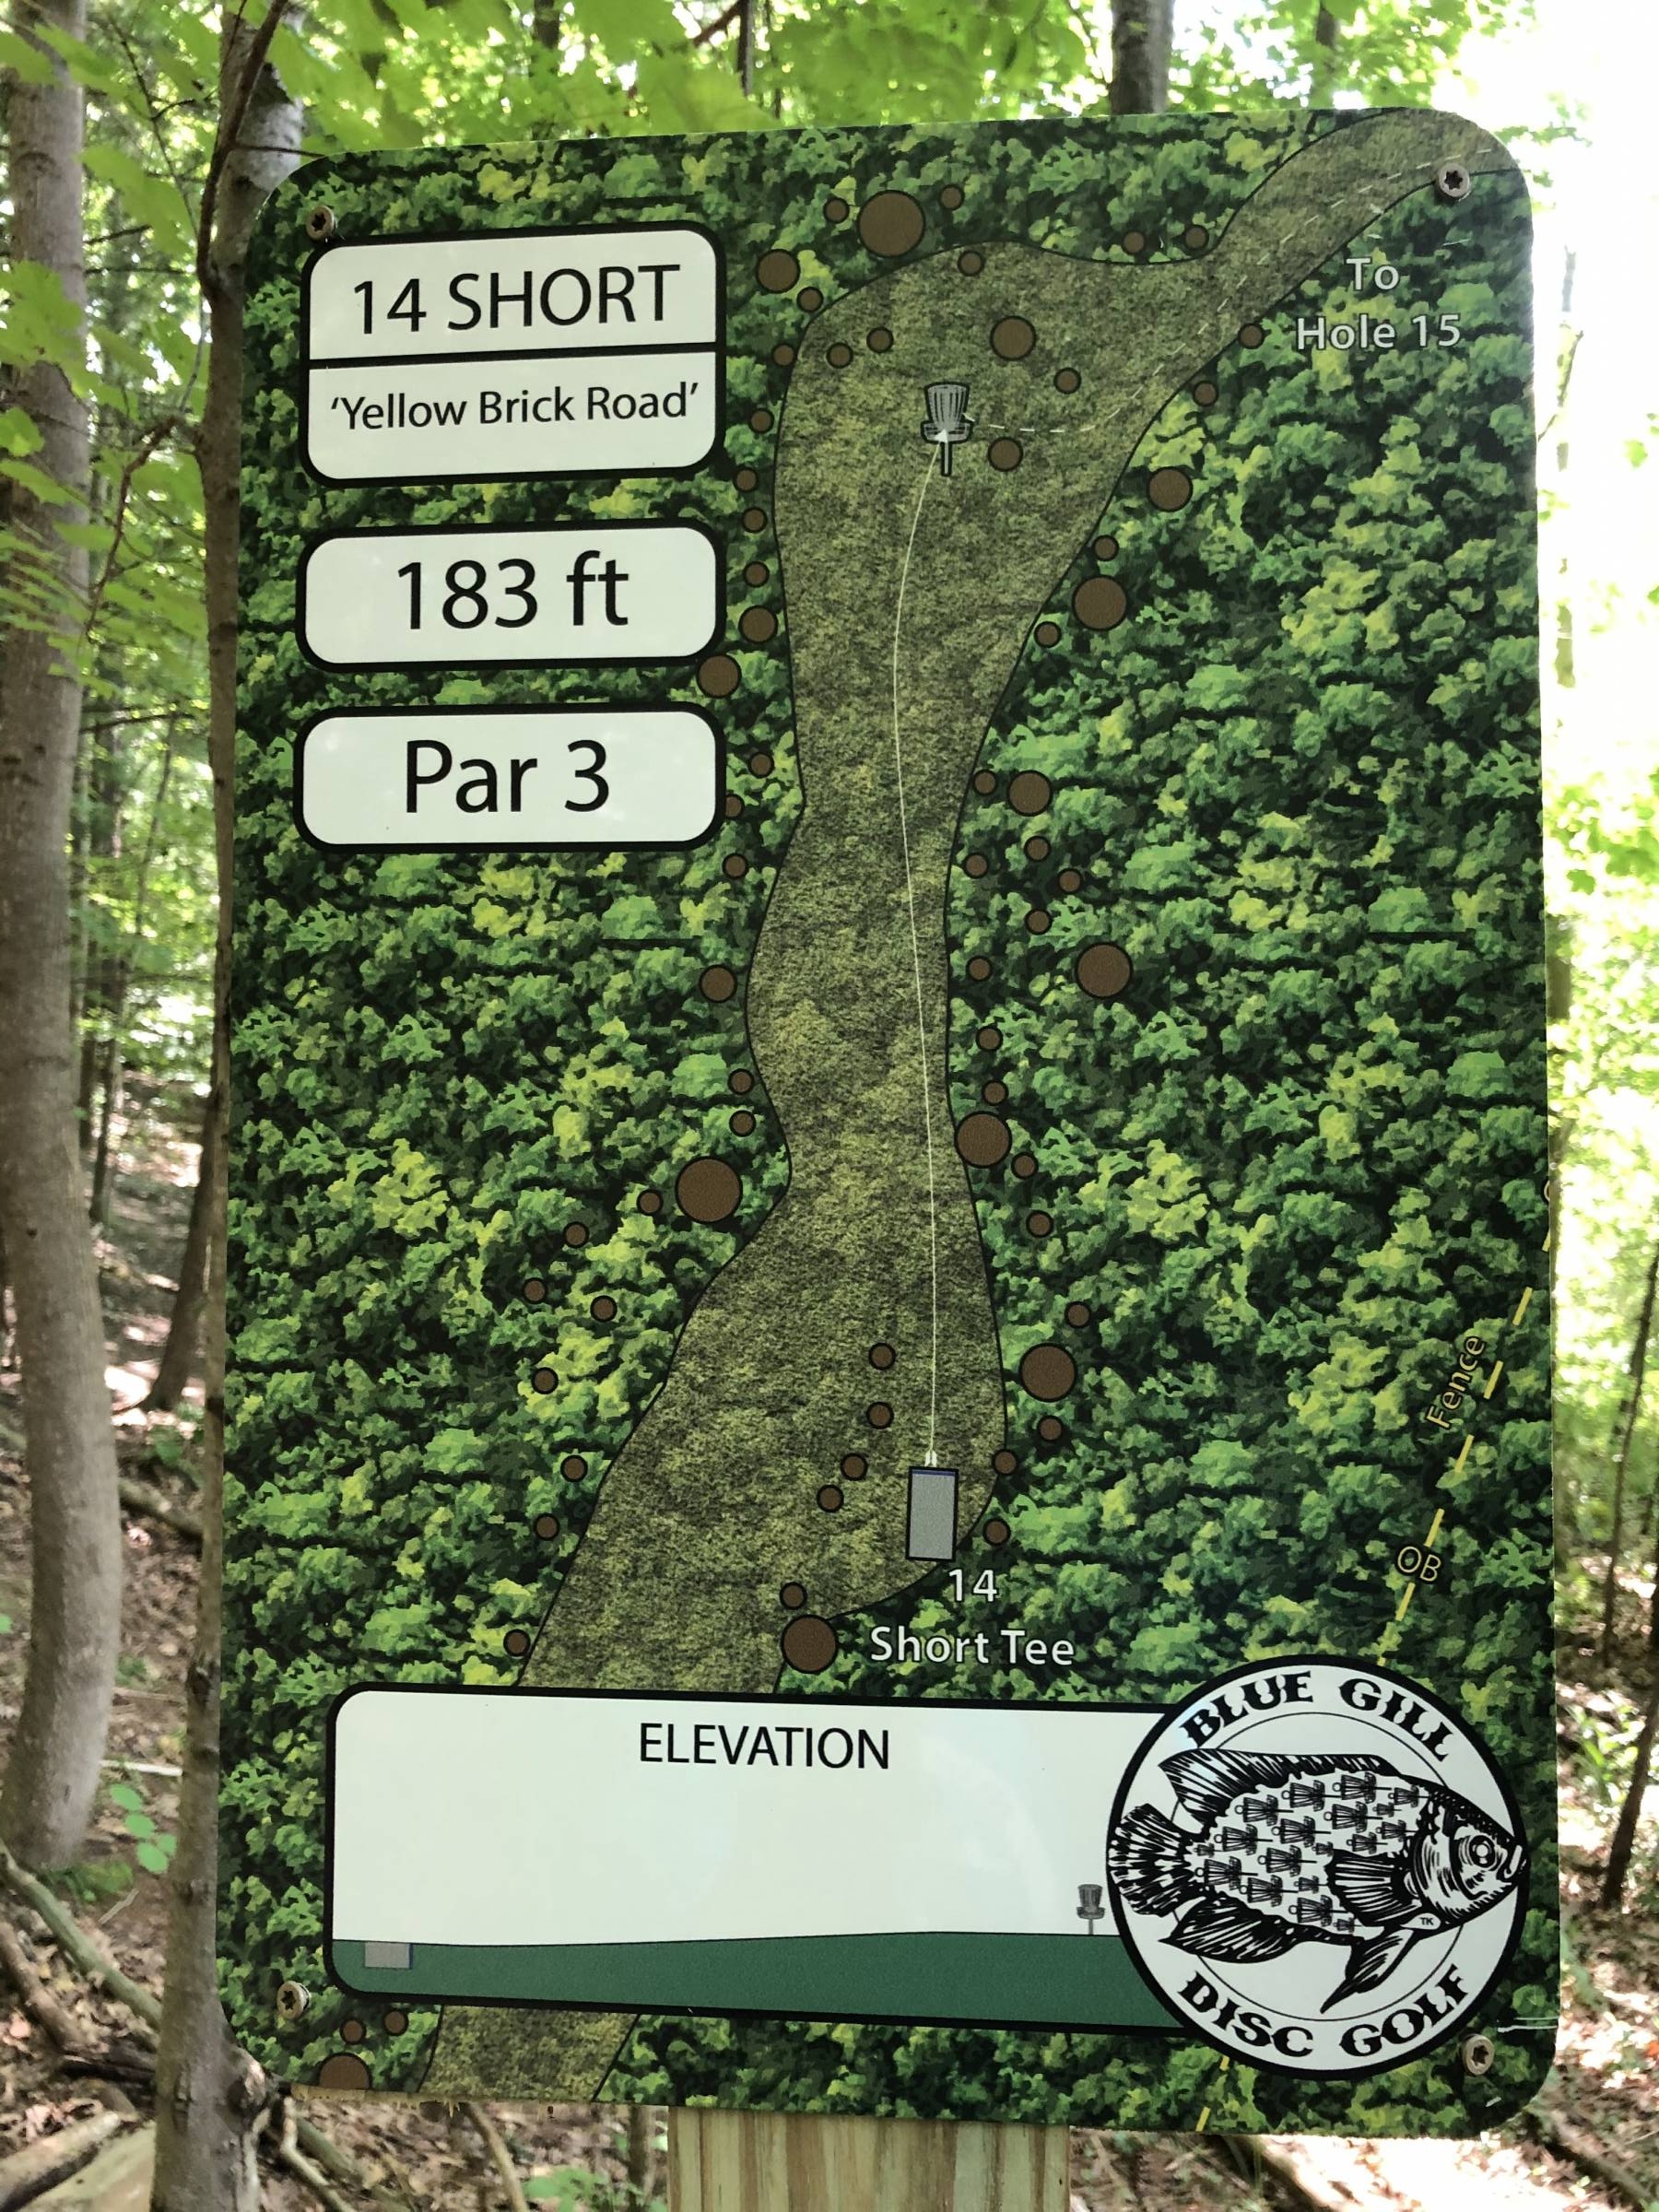 14 SHORT
'Yellow Brick Road'
To
Hole 15
183 ft
Par 3
Fence
OB
14
Short Tee
ELEVATION
BLUE GILL
TK
DISC GOLF